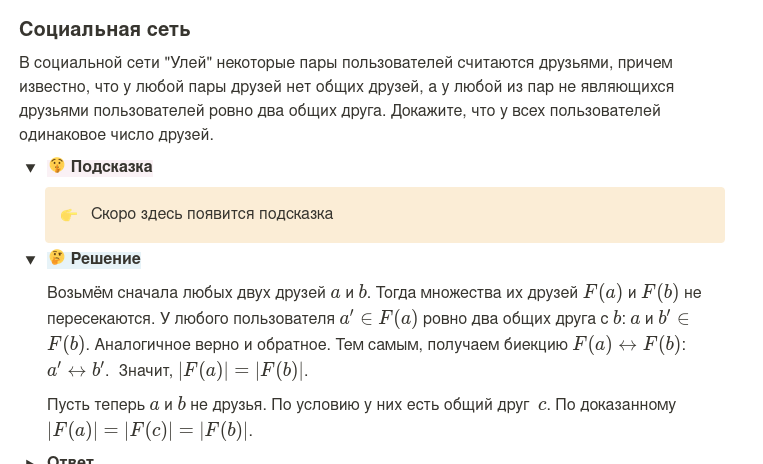 Социальная сеть
В социальной сети "Улей" некоторые пары пользователей считаются друзьями, причем
известно, что у любой пары друзей нет общих друзей, а у любой из пар не являющихся
друзьями пользователей ровно два общих друга. Докажите, что у всех пользователей
одинаковое число друзей.
▼ 🤫 Подсказка
👉 Скоро здесь появится подсказка
▼ 🤔 Решение
Возьмём сначала любых двух друзей a и b. Тогда множества их друзей F(a) и F(b) не
пересекаются. У любого пользователя a′ ∈ F(a) ровно два общих друга с b: a и b′ ∈
F(b). Аналогичное верно и обратное. Тем самым, получаем биекцию F(a) ↔ F(b):
a′ ↔ b′. Значит, |F(a)| = |F(b)|.
Пусть теперь a и b не друзья. По условию у них есть общий друг c. По доказанному
|F(a)| = |F(c)| = |F(b)|.
Ответ